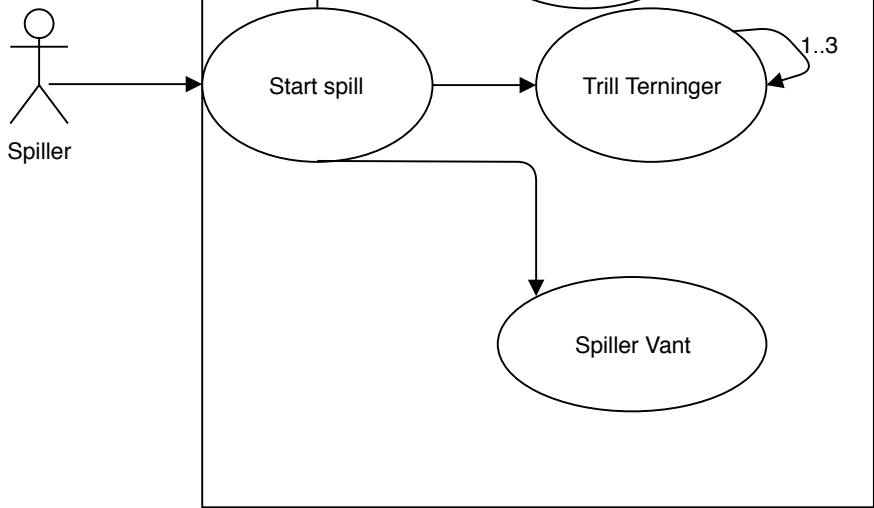 Start spill
Trill Terninger
1..3
Spiller
Spiller Vant